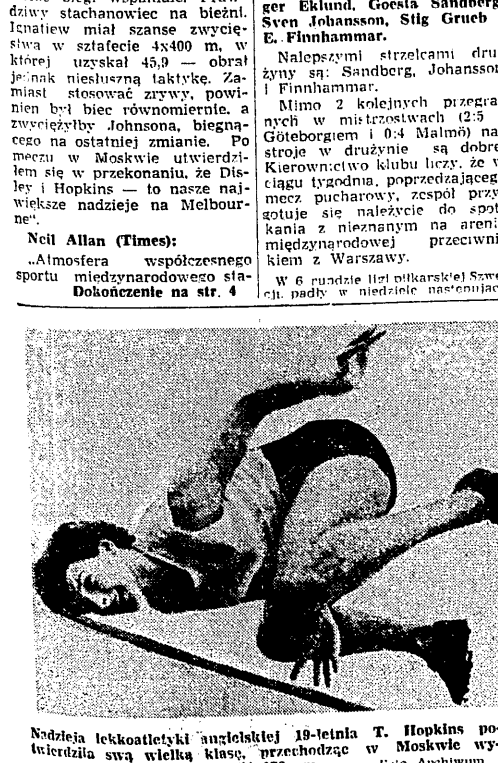 dziwy stachanowiec na bieżni.
Ignatiew miał szanse zwycię-
stwa w sztafecie 4x400 m, w
której uzyskał 45,9 — obrał
jednak niesłuszną taktykę. Za-
miast stosować zrywy, powi-
nien był biec równomiernie, a
zwyciężyłby Johnsona, biegną-
cego na ostatniej zmianie. Po
meczu w Moskwie utwierdzi-
łem się w przekonaniu, że Dis-
ley i Hopkins — to nasze naj-
większe nadzieje na Melbour-
ne".
Neil Allan (Times):
„Atmosfera współczesnego
sportu międzynarodowego sta-
Dokończenie na str. 4
ger Eklund, Goesta Sandberg
Sven Johansson, Stig Grueb
E. Finnhammar.
Nalepszymi strzelcami dru
żyny są: Sandberg, Johansson
i Finnhammar.
Mimo 2 kolejnych przegra
nych w mistrzostwach (2:5
Göteborgiem i 0:4 Malmö) na
stroje w drużynie są dobre
Kierownictwo klubu liczy, że w
ciągu tygodnia, poprzedzająceg
mecz pucharowy, zespół przy
gotuje się należycie do spot
kania z nieznanym na areni
międzynarodowej przeciwni
kiem z Warszawy.
W 6 rundzie ligi piłkarskiej Szwe
cji, padły w niedzielę następując
Nadzieja lekkoatletyki angielskiej 19-letnia T. Hopkins po-
twierdziła swą wielką klasę, przechodząc w Moskwie wy-
Archiwum